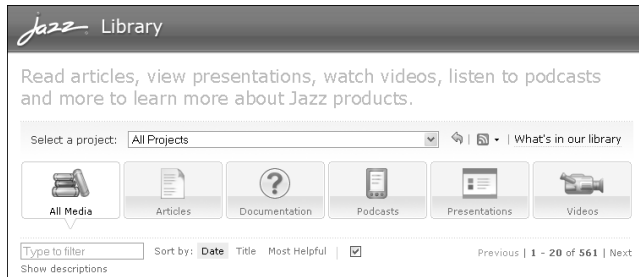 jazz Library
Read articles, view presentations, watch videos, listen to podcasts
and more to learn more about Jazz products.
Select a project: All Projects | What's in our library
All Media Articles Documentation Podcasts Presentations Videos
Type to filter Sort by: Date Title Most Helpful | Previous | 1 - 20 of 561 | Next
Show descriptions